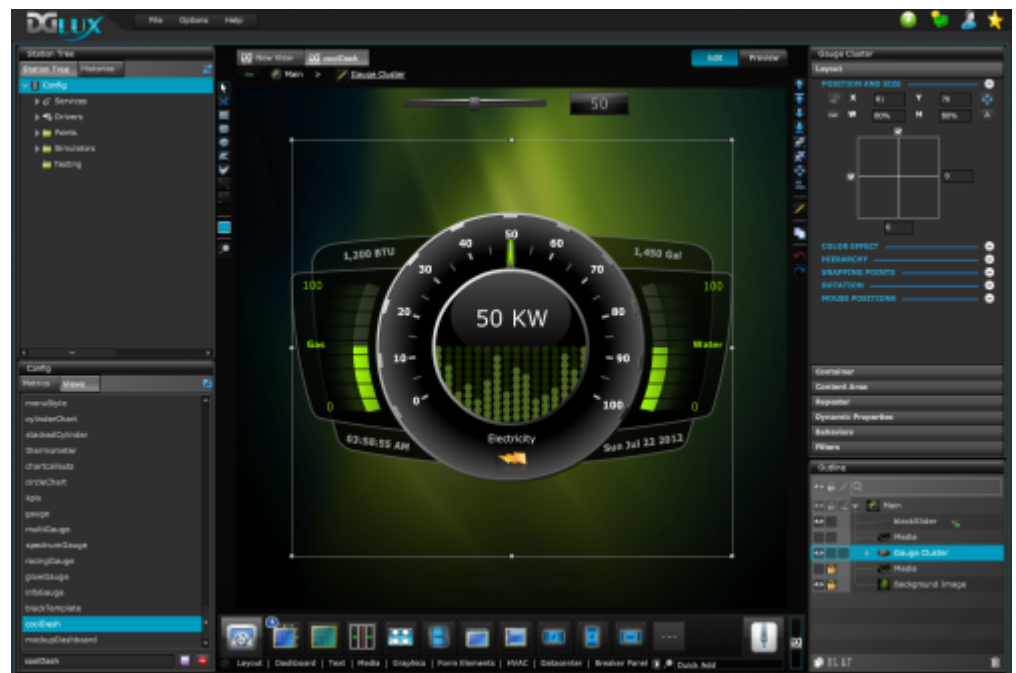 DGLUX
File Options Help
Station Tree
Station Tree Histories
Config
Services
Drivers
Points
Simulators
Testing
Config
Metrics Views
menuStyle
cylinderChart
stackedCylinder
thermometer
chartcallouts
circleChart
kpis
gauge
multiGauge
spectrumGauge
racingGauge
glowGauge
infoGauge
blackTemplate
coolDash
mockupDashboard
coolDash
New View coolDash
Edit Preview
Main > Gauge Cluster
50
1,200 BTU
1,450 Gal
100
Gas
0
0 10 20 30 40 50 60 70 80 90 100
50 KW
Electricity
100
Water
0
03:58:55 AM
Sun Jul 22 2012
Layout | Dashboard | Text | Media | Graphics | Form Elements | HVAC | Datacenter | Breaker Panel
Quick Add
Gauge Cluster
Layout
POSITION AND SIZE
X 61 Y 76
W 80% H 88%
0
COLOR EFFECT
HIERARCHY
SNAPPING POINTS
ROTATION
MOUSE POSITIONS
Container
Content Area
Repeater
Dynamic Properties
Behaviors
Filters
Outline
Main
blackSlider
Media
Gauge Cluster
Media
Background Image